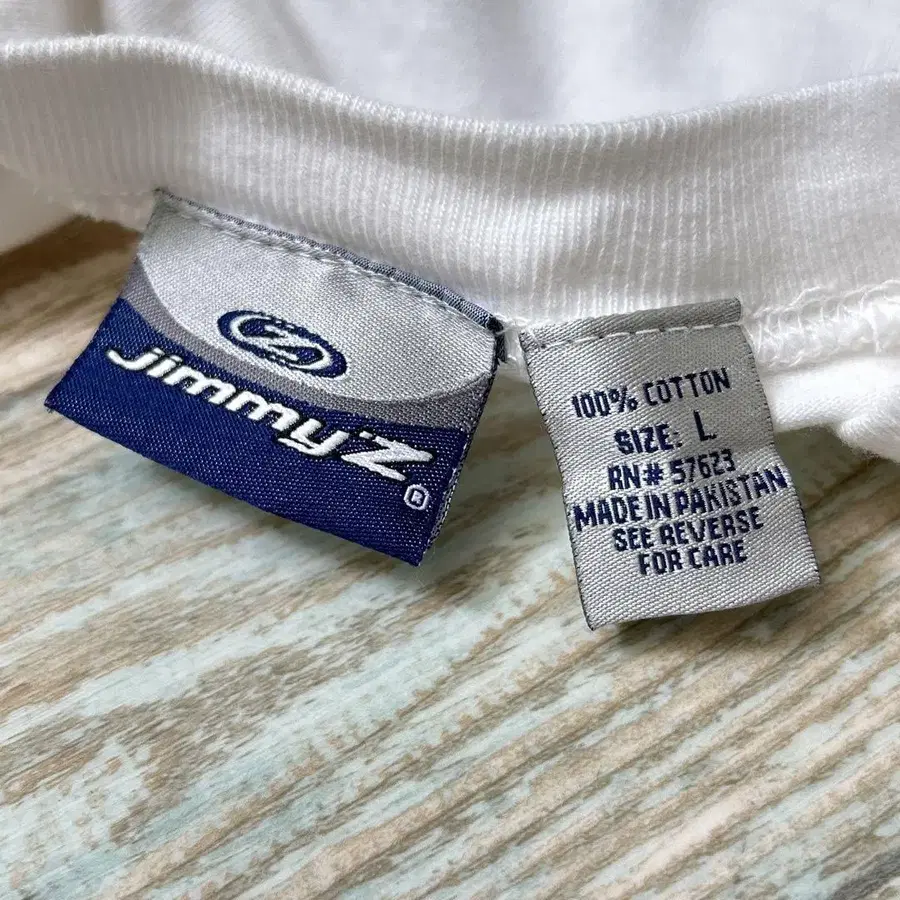 Jimmy'Z®
100% COTTON
SIZE: L
RN# 57623
MADE IN PAKISTAN
SEE REVERSE
FOR CARE